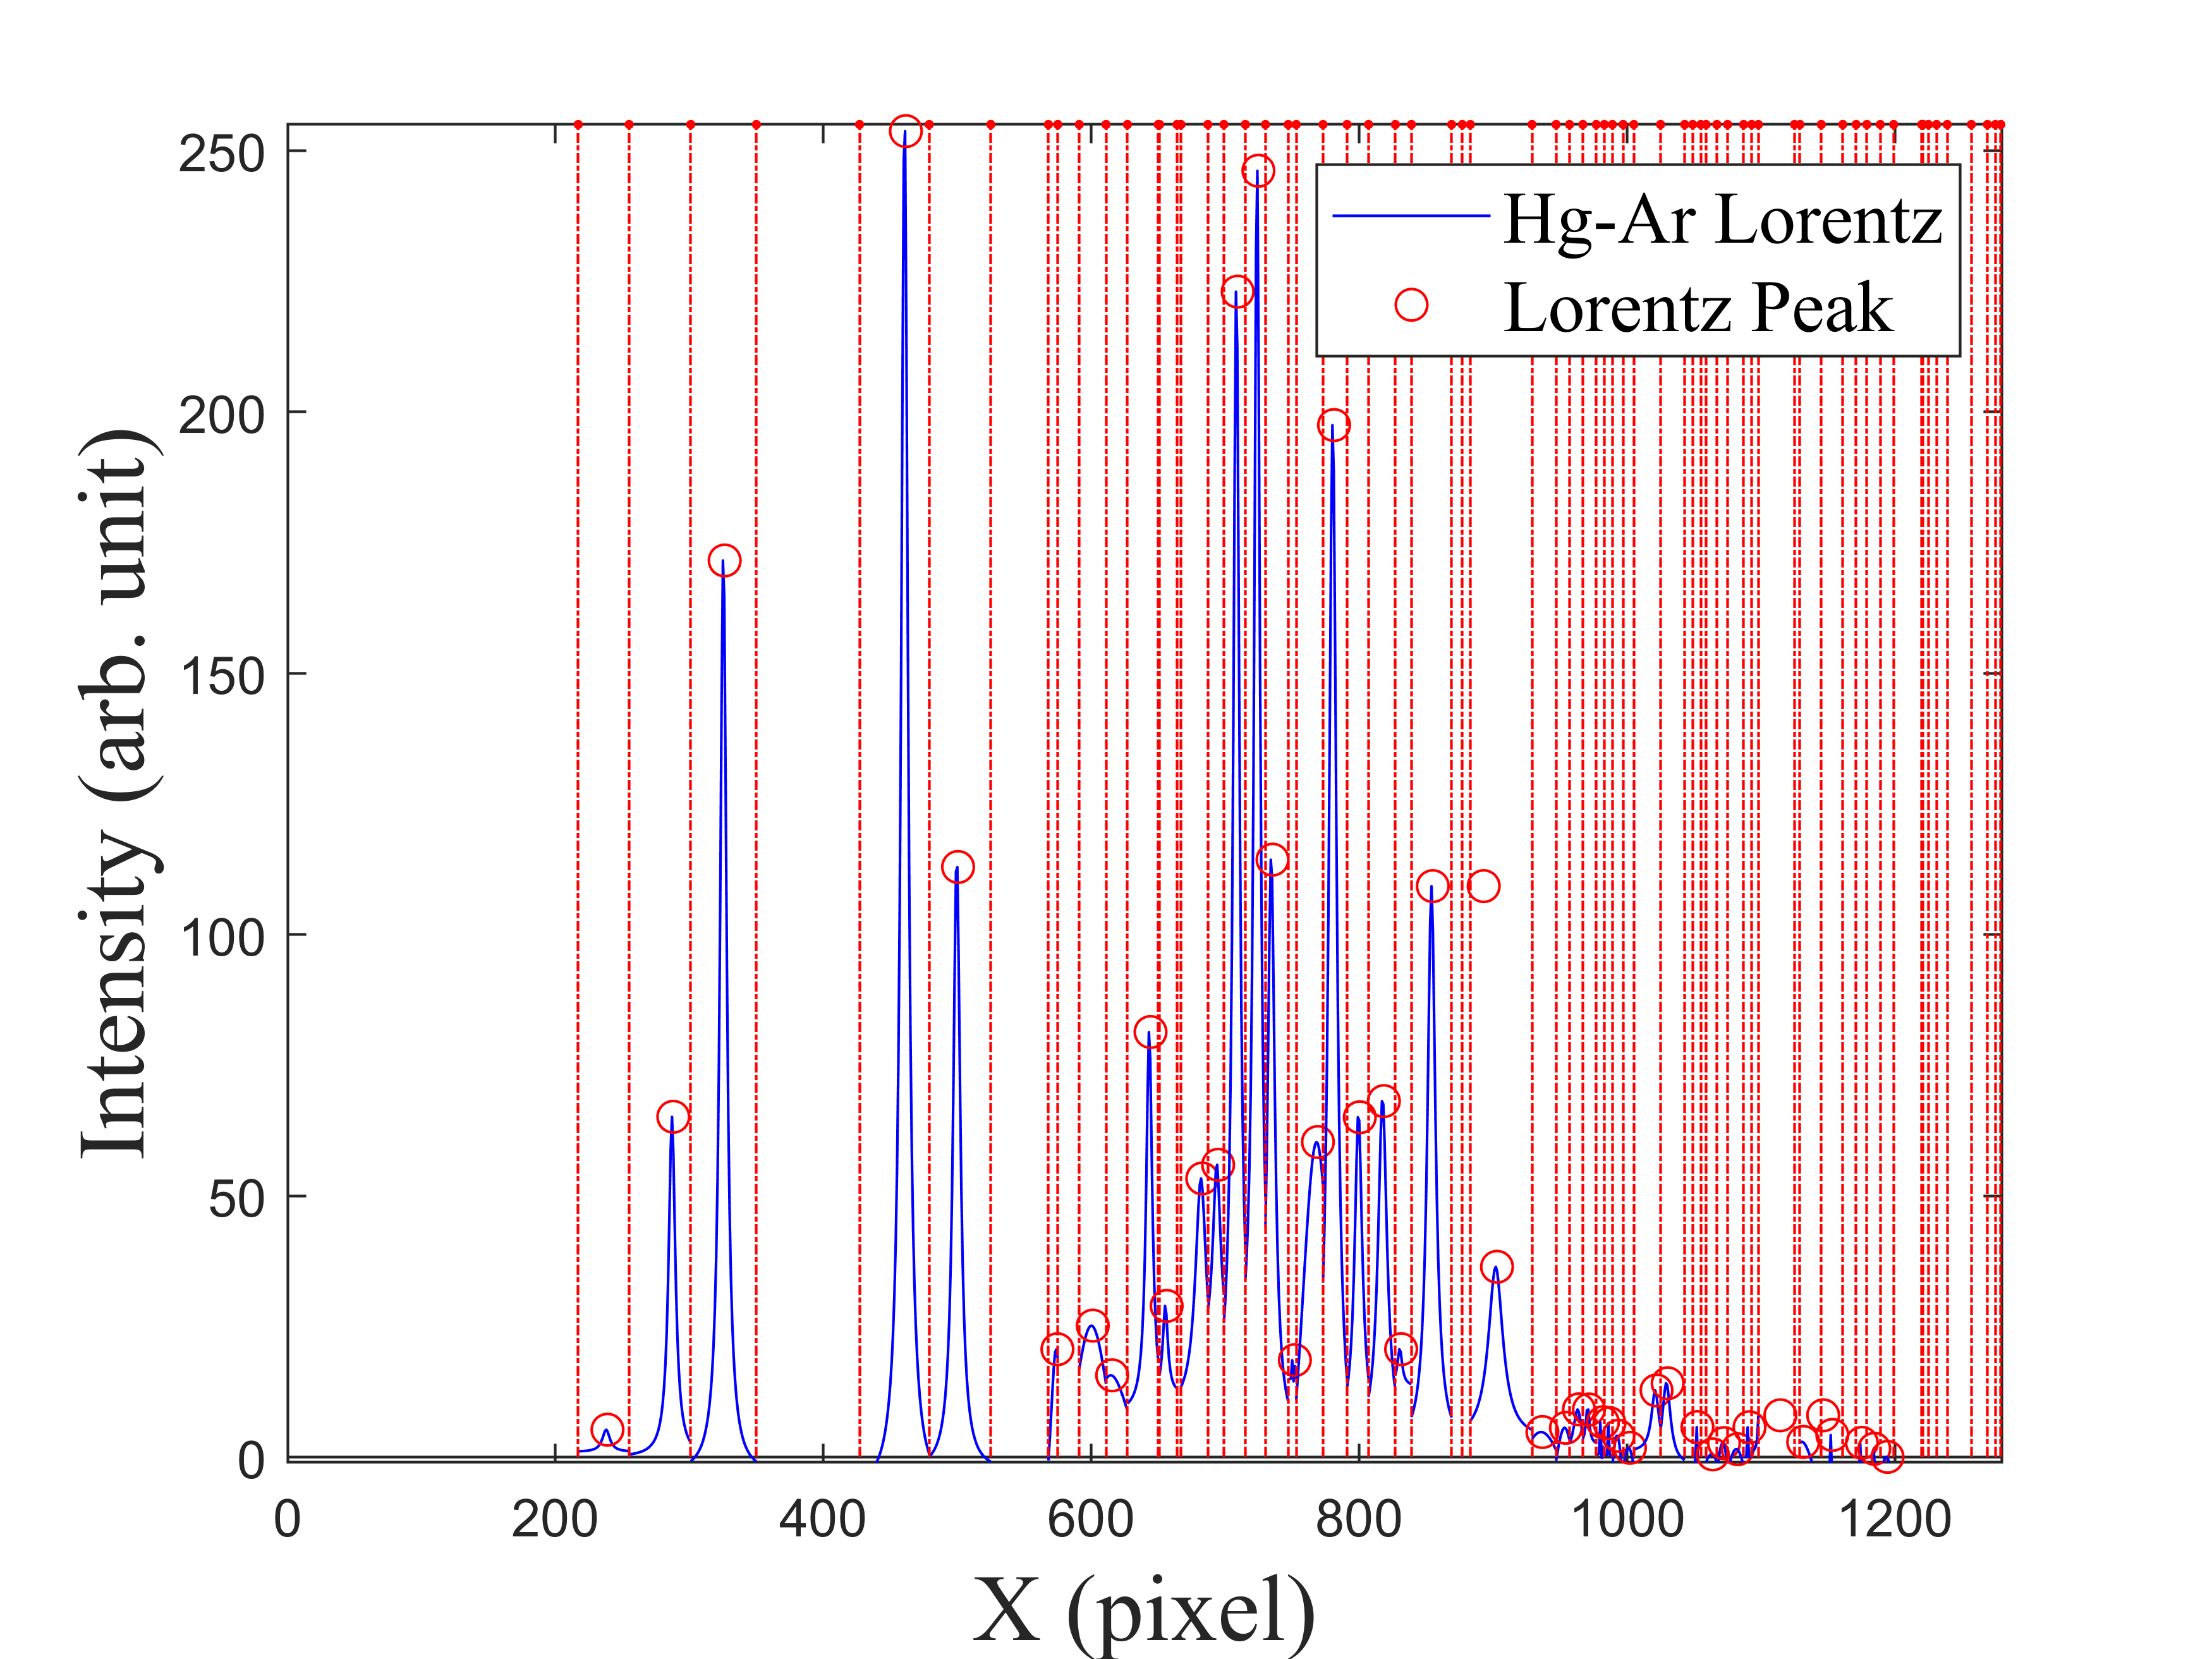 Intensity (arb. unit)
250
200
150
100
50
0
Hg-Ar Lorentz
Lorentz Peak
0 200 400 600 800 1000 1200
X (pixel)